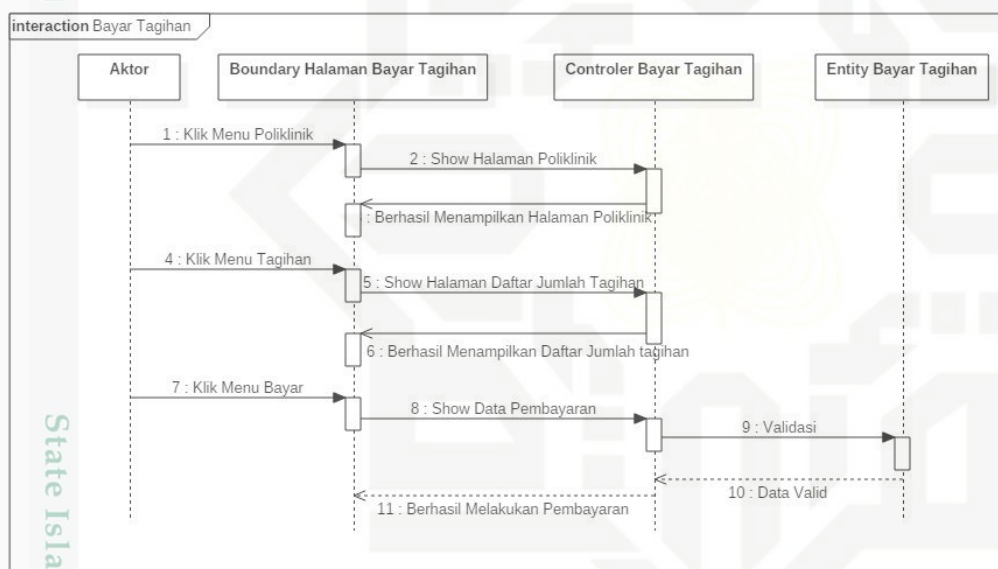 interaction Bayar Tagihan
Aktor
Boundary Halaman Bayar Tagihan
Controler Bayar Tagihan
Entity Bayar Tagihan
1 : Klik Menu Poliklinik
2 : Show Halaman Poliklinik
: Berhasil Menampilkan Halaman Poliklinik
4 : Klik Menu Tagihan
5 : Show Halaman Daftar Jumlah Tagihan
6 : Berhasil Menampilkan Daftar Jumlah tagihan
7 : Klik Menu Bayar
8 : Show Data Pembayaran
9 : Validasi
10 : Data Valid
11 : Berhasil Melakukan Pembayaran
State Isla